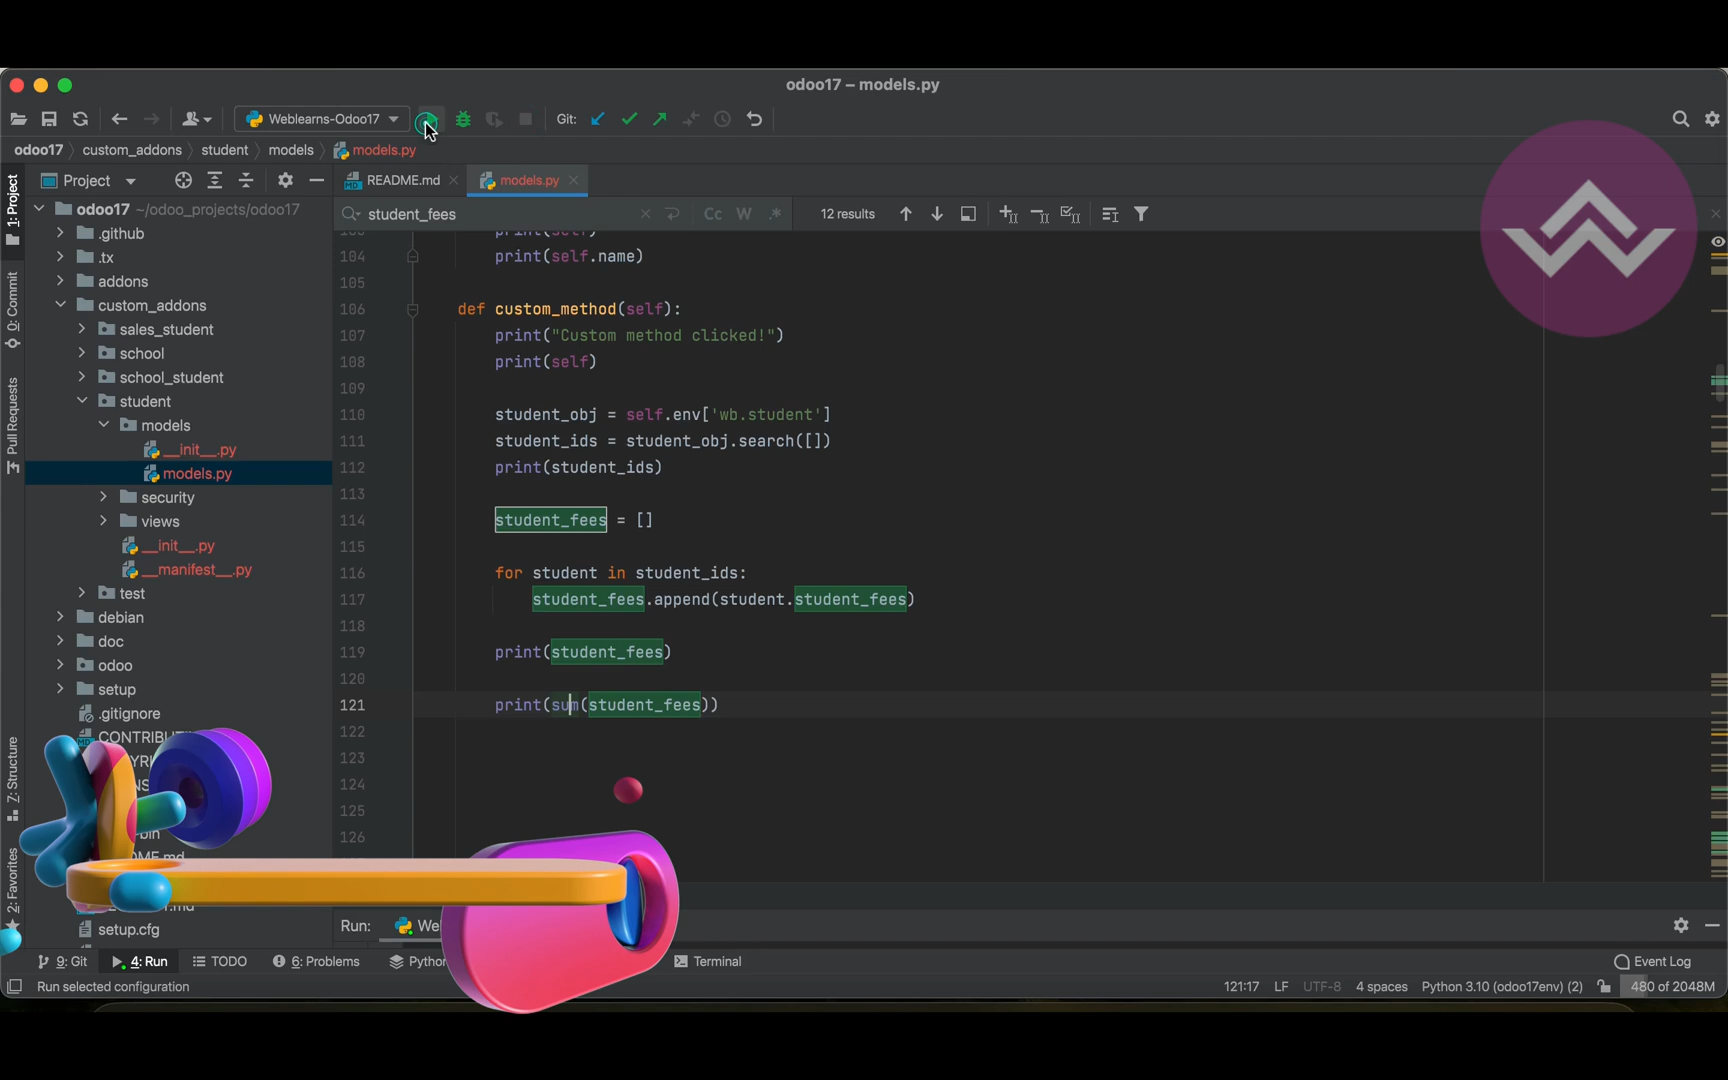 odoo17 – models.py
Weblearns-Odoo17
Git:
odoo17
custom_addons
student
models
models.py
1: Project
0: Commit
Pull Requests
7: Structure
2: Favorites
Project
README.md
models.py
student_fees
Cc
W
.*
12 results
odoo17 ~/odoo_projects/odoo17
.github
.tx
addons
custom_addons
sales_student
school
school_student
student
models
__init__.py
models.py
security
views
__init__.py
__manifest__.py
test
debian
doc
odoo
setup
.gitignore
setup.cfg
104 print(self.name)
105
106 def custom_method(self):
107 print("Custom method clicked!")
108 print(self)
109
110 student_obj = self.env['wb.student']
111 student_ids = student_obj.search([])
112 print(student_ids)
113
114 student_fees = []
115
116 for student in student_ids:
117 student_fees.append(student.student_fees)
118
119 print(student_fees)
120
121 print(sum(student_fees))
122
123
124
125
126
Run:
9: Git
4: Run
TODO
6: Problems
Terminal
Event Log
Run selected configuration
121:17
LF
UTF-8
4 spaces
Python 3.10 (odoo17env) (2)
480 of 2048M